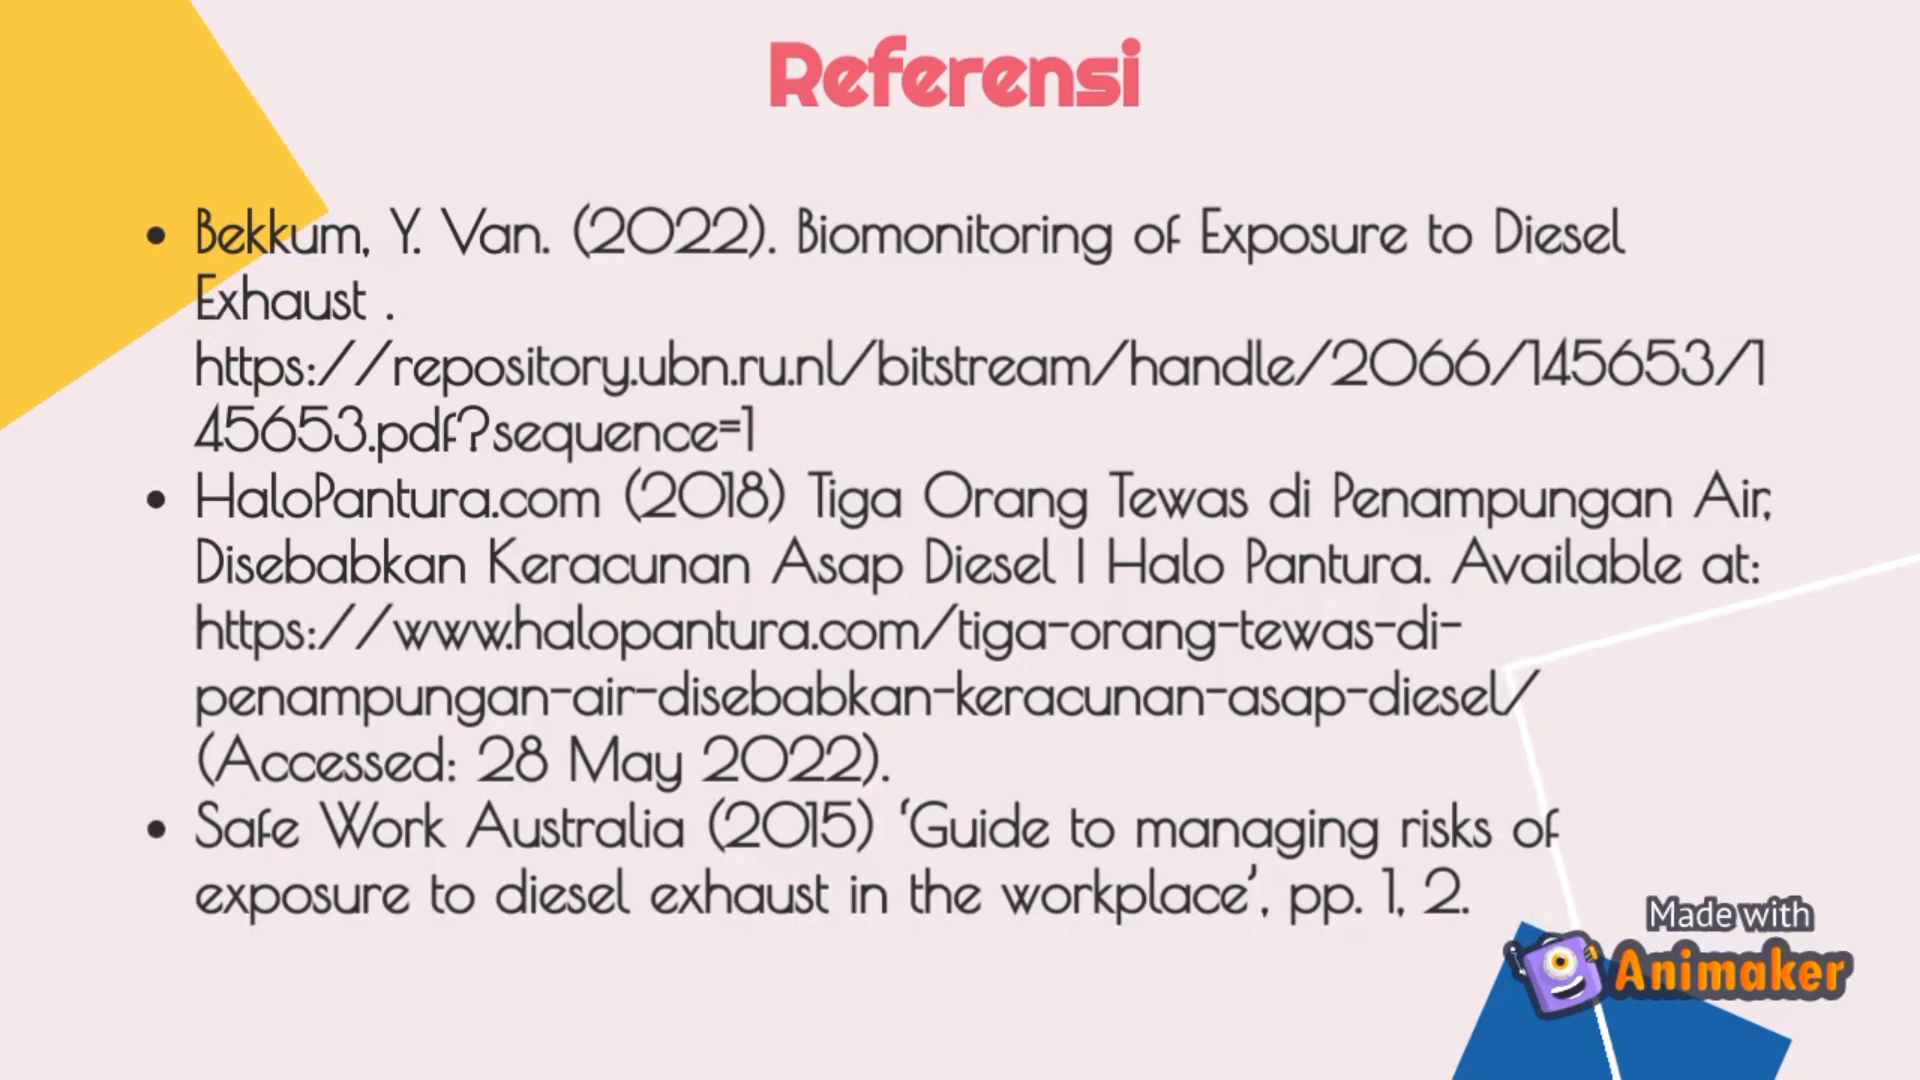 Referensi
• Bekkum, Y. Van. (2022). Biomonitoring of Exposure to Diesel
Exhaust .
https://repository.ubn.ru.nl/bitstream/handle/2066/145653/1
45653.pdf?sequence=1
• HaloPantura.com (2018) Tiga Orang Tewas di Penampungan Air,
Disebabkan Keracunan Asap Diesel | Halo Pantura. Available at:
https://www.halopantura.com/tiga-orang-tewas-di-
penampungan-air-disebabkan-keracunan-asap-diesel/
(Accessed: 28 May 2022).
• Safe Work Australia (2015) ‘Guide to managing risks of
exposure to diesel exhaust in the workplace’, pp. 1, 2.
Made with
Animaker